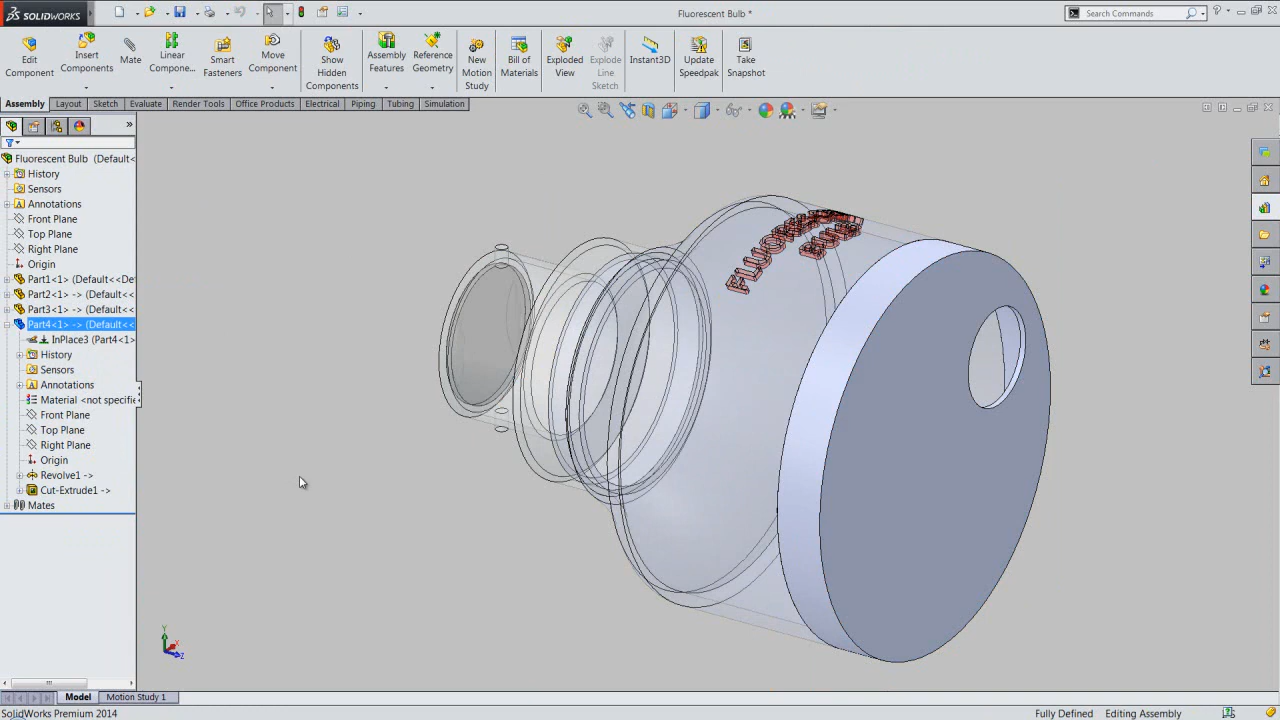 SOLIDWORKS
Fluorescent Bulb *
Search Commands
Edit Component
Insert Components
Mate
Linear Compone...
Smart Fasteners
Move Component
Show Hidden Components
Assembly Features
Reference Geometry
New Motion Study
Bill of Materials
Exploded View
Explode Line Sketch
Instant3D
Update Speedpak
Take Snapshot
Assembly
Layout
Sketch
Evaluate
Render Tools
Office Products
Electrical
Piping
Tubing
Simulation
Fluorescent Bulb (Default<
History
Sensors
Annotations
Front Plane
Top Plane
Right Plane
Origin
Part1<1> (Default<<De
Part2<1> -> (Default<<
Part3<1> -> (Default<<
Part4<1> -> (Default<<
InPlace3 (Part4<1>
History
Sensors
Annotations
Material <not specifie
Front Plane
Top Plane
Right Plane
Origin
Revolve1 ->
Cut-Extrude1 ->
Mates
Y
X
Z
Model
Motion Study 1
SolidWorks Premium 2014
Fully Defined
Editing Assembly